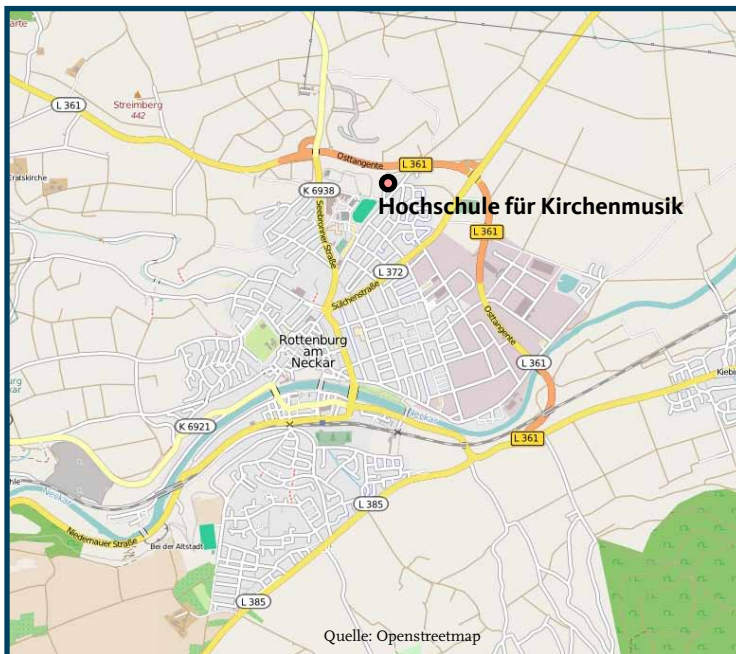 L 361
Streimberg
442
Osttangente
L 361
K 6938
Hochschule für Kirchenmusik
Seebronner Straße
L 361
L 372
Sülchenstraße
Osttangente
Rottenburg
am
Neckar
L 361
Neckar
K 6921
L 361
Neckar
L 385
Niedernauer Straße
Bei der Altstadt
L 385
Quelle: Openstreetmap